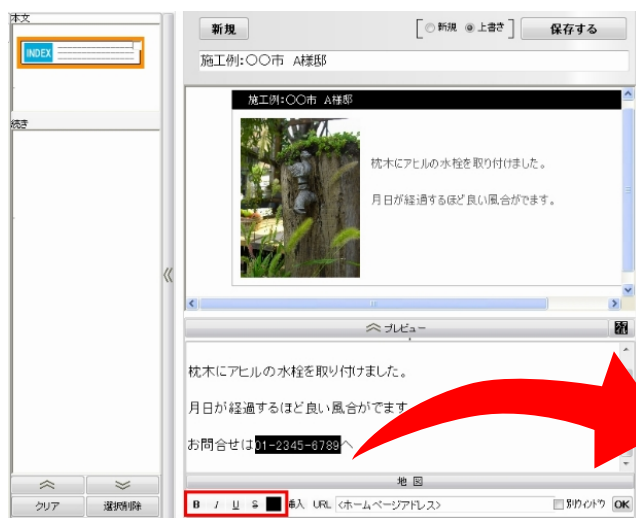 本文
INDEX
続き
クリア
選択削除
新規
[ 新規 上書き ]
保存する
施工例:〇〇市 A様邸
施工例:〇〇市 A様邸
枕木にアヒルの水栓を取り付けました。
月日が経過するほど良い風合がでます。
プレビュー
枕木にアヒルの水栓を取り付けました。
月日が経過するほど良い風合がでます
お問合せは01-2345-6789へ
地 図
B I U S 挿入 URL <ホームページアドレス> 別ウィンドウ OK